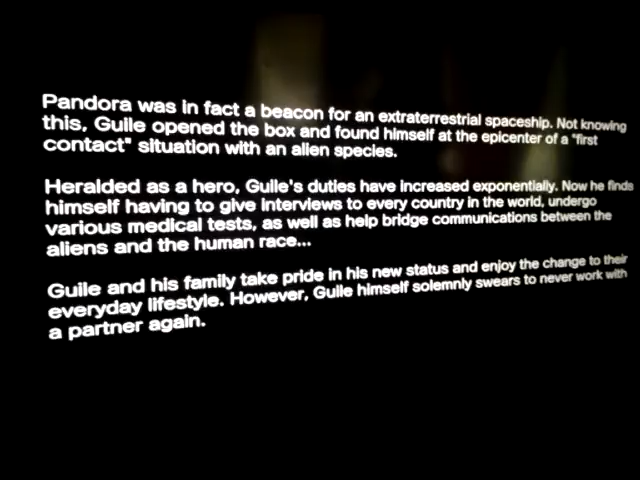 Pandora was in fact a beacon for an extraterrestrial spaceship. Not knowing
this, Guile opened the box and found himself at the epicenter of a "first
contact" situation with an alien species.
Heralded as a hero, Guile's duties have increased exponentially. Now he finds
himself having to give interviews to every country in the world, undergo
various medical tests, as well as help bridge communications between the
aliens and the human race...
Guile and his family take pride in his new status and enjoy the change to their
everyday lifestyle. However, Guile himself solemnly swears to never work with
a partner again.